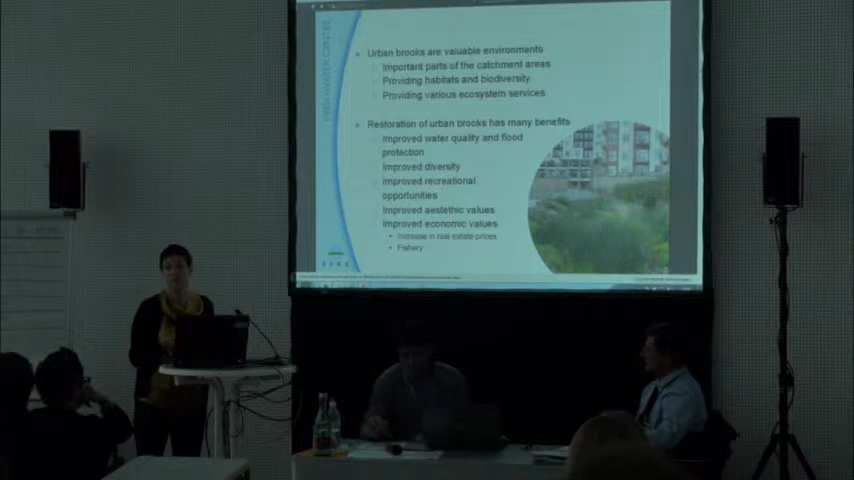 Urban brooks are valuable environments
Important parts of the catchment areas
Providing habitats and biodiversity
Providing various ecosystem services
Restoration of urban brooks has many benefits
Improved water quality and flood
protection
Improved diversity
Improved recreational
opportunities
Improved aestethic values
Improved economic values
Increase in real estate prices
Fishery